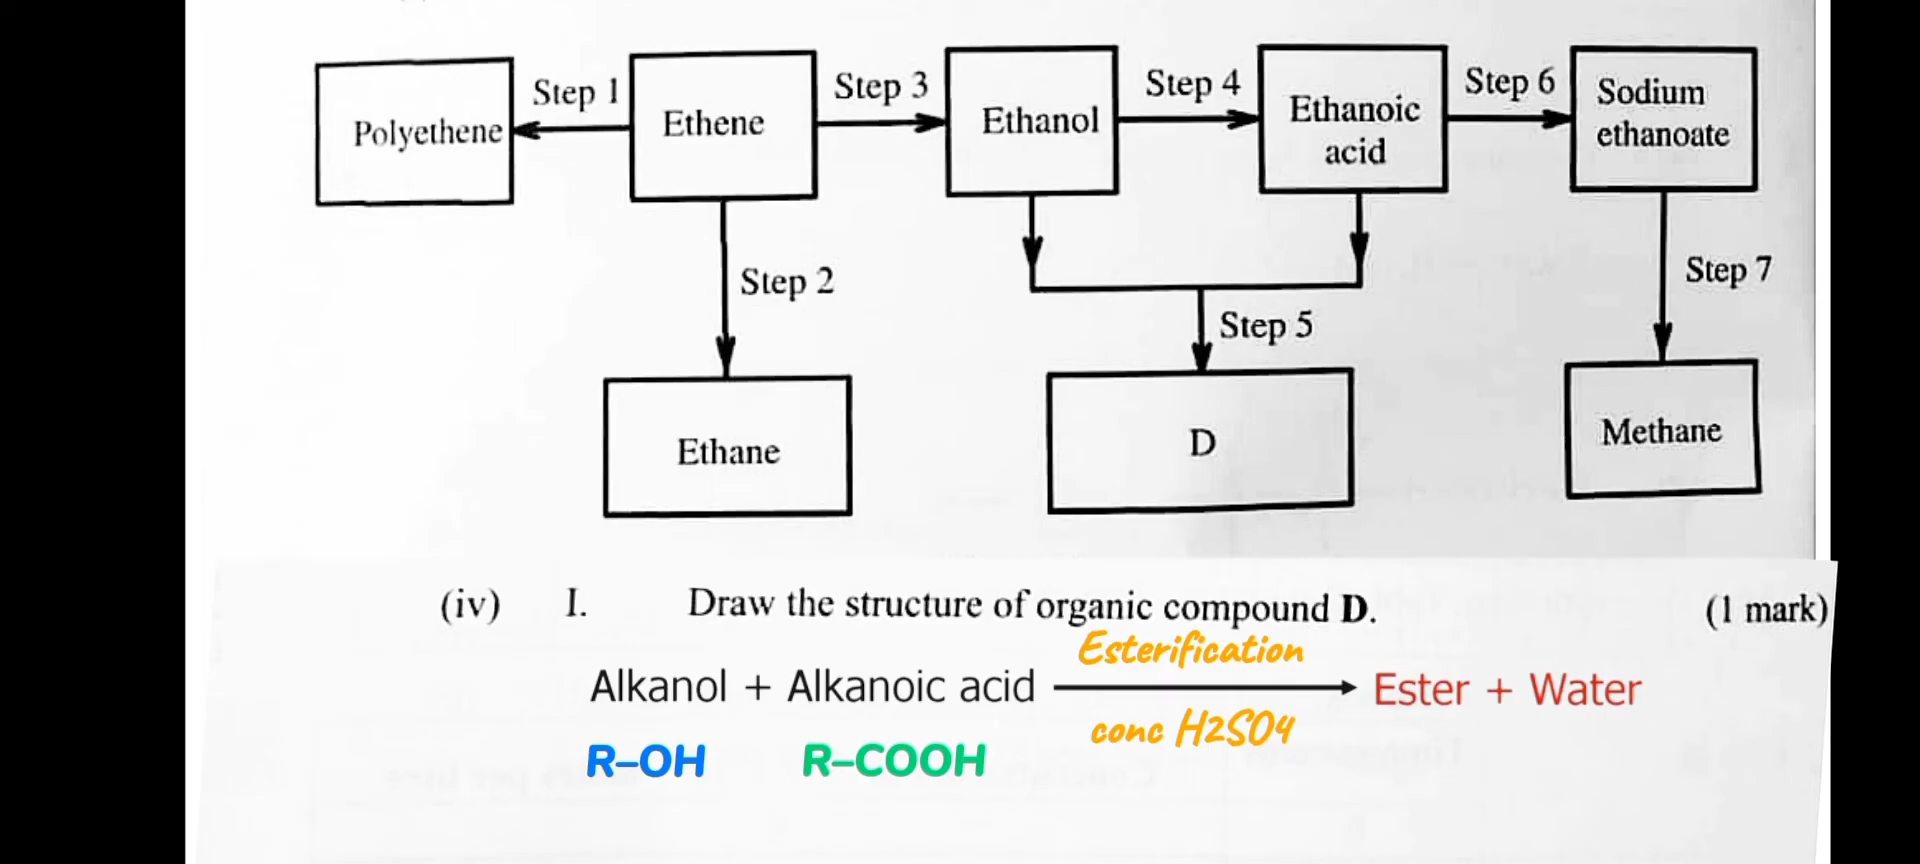 Polyethene
Step 1
Ethene
Step 3
Ethanol
Step 4
Ethanoic
acid
Step 6
Sodium
ethanoate
Step 2
Step 5
Step 7
Ethane
D
Methane
(iv) I. Draw the structure of organic compound D. (1 mark)
Esterification
Alkanol + Alkanoic acid Ester + Water
conc H2SO4
R–OH R–COOH